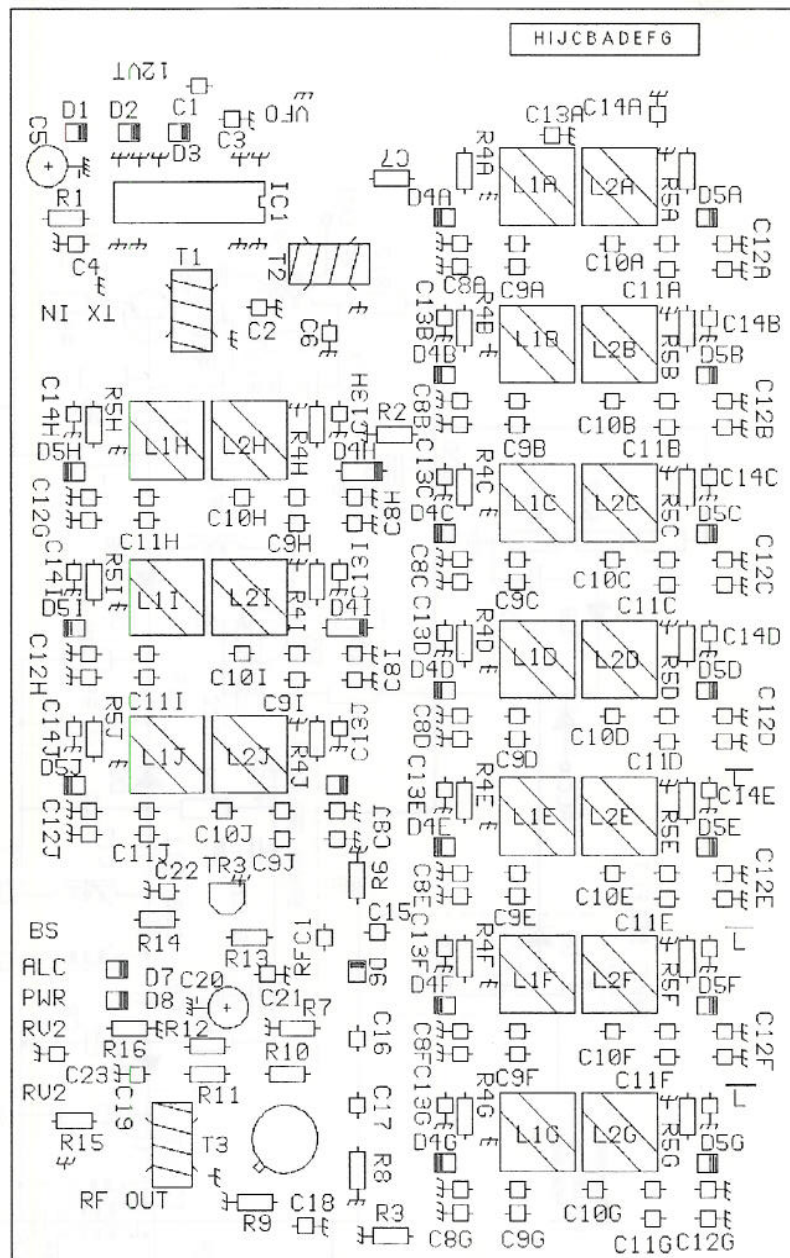 HIJCBADEFG
12VT
D1 D2 C1 VFO C13A C14A
C5 D3 C3 R4A L1A L2A R5A
R1 IC1 C7 D4A D5A
C4 T1 T2 C8A C9A C10A C11A C12A
TX IN C2 C6 C13B R4B L1B L2B R5B C14B
D4B D5B
C14H R5H L1H L2H R4H C13H R2 C8B C9B C10B C11B C12B
D5H D4H C13C R4C L1C L2C R5C C14C
C12G C11H C10H C9H C8H D4C D5C
C14I R5I L1I L2I R4I C13I C8C C9C C10C C11C C12C
D5I D4I C13D R4D L1D L2D R5D C14D
C12H C11I C10I C9I C8I D4D D5D
C14J R5J L1J L2J R4J C13J C8D C9D C10D C11D C12D
D5J C13E R4E L1E L2E R5E C14E
C12J C11J C10J C9J C8J D4E D5E
C22 TR3 R6 C8E C9E C10E C11E C12E
R14 R13 RFC1 C15
BS C13F R4F L1F L2F R5F L
ALC D7 C20 C21 D6 D4F D5F
PWR D8 R7
RV2 R16 R12 R10 C16 C8F C9F C10F C11F C12F
C23 C19 R11 C13G R4G L1G L2G R5G L
RV2 R15 T3 C17 D4G D5G
RF OUT R9 C18 R8 R3 C8G C9G C10G C11G C12G